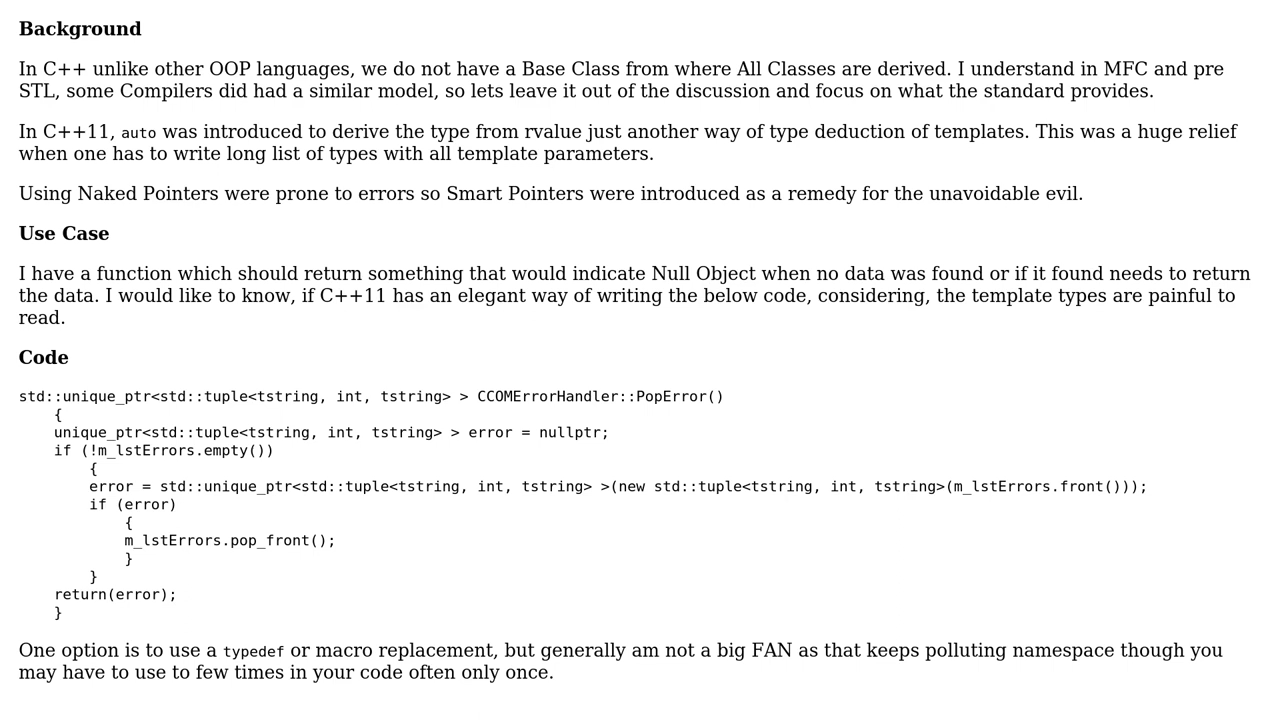 Background
In C++ unlike other OOP languages, we do not have a Base Class from where All Classes are derived. I understand in MFC and pre
STL, some Compilers did had a similar model, so lets leave it out of the discussion and focus on what the standard provides.
In C++11, auto was introduced to derive the type from rvalue just another way of type deduction of templates. This was a huge relief
when one has to write long list of types with all template parameters.
Using Naked Pointers were prone to errors so Smart Pointers were introduced as a remedy for the unavoidable evil.
Use Case
I have a function which should return something that would indicate Null Object when no data was found or if it found needs to return
the data. I would like to know, if C++11 has an elegant way of writing the below code, considering, the template types are painful to
read.
Code
std::unique_ptr<std::tuple<tstring, int, tstring> > CCOMErrorHandler::PopError()
    {
    unique_ptr<std::tuple<tstring, int, tstring> > error = nullptr;
    if (!m_lstErrors.empty())
        {
        error = std::unique_ptr<std::tuple<tstring, int, tstring> >(new std::tuple<tstring, int, tstring>(m_lstErrors.front()));
        if (error)
            {
            m_lstErrors.pop_front();
            }
        }
    return(error);
    }
One option is to use a typedef or macro replacement, but generally am not a big FAN as that keeps polluting namespace though you
may have to use to few times in your code often only once.